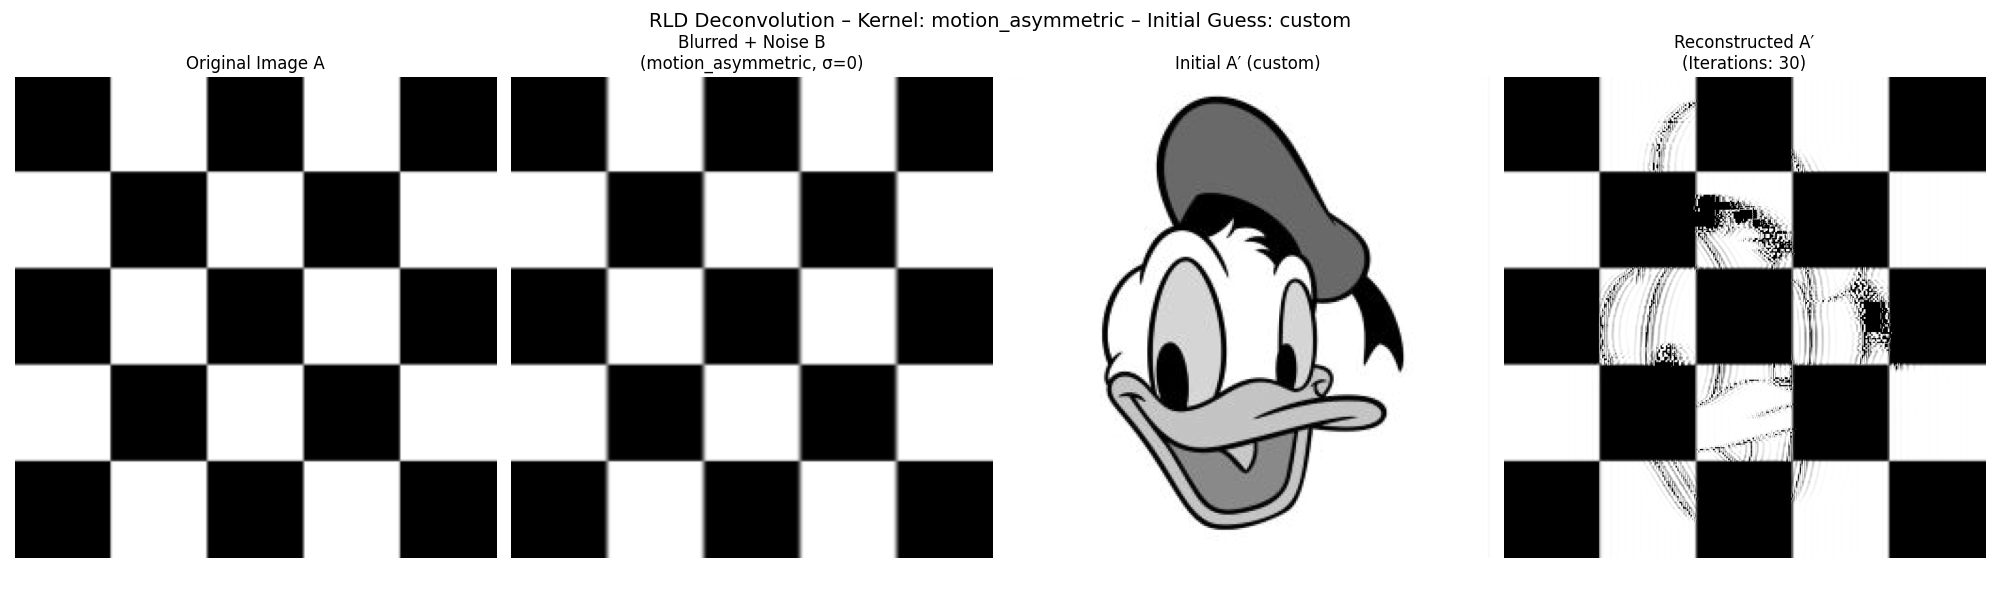 RLD Deconvolution – Kernel: motion_asymmetric – Initial Guess: custom
Original Image A
Blurred + Noise B
(motion_asymmetric, σ=0)
Initial A′ (custom)
Reconstructed A′
(Iterations: 30)